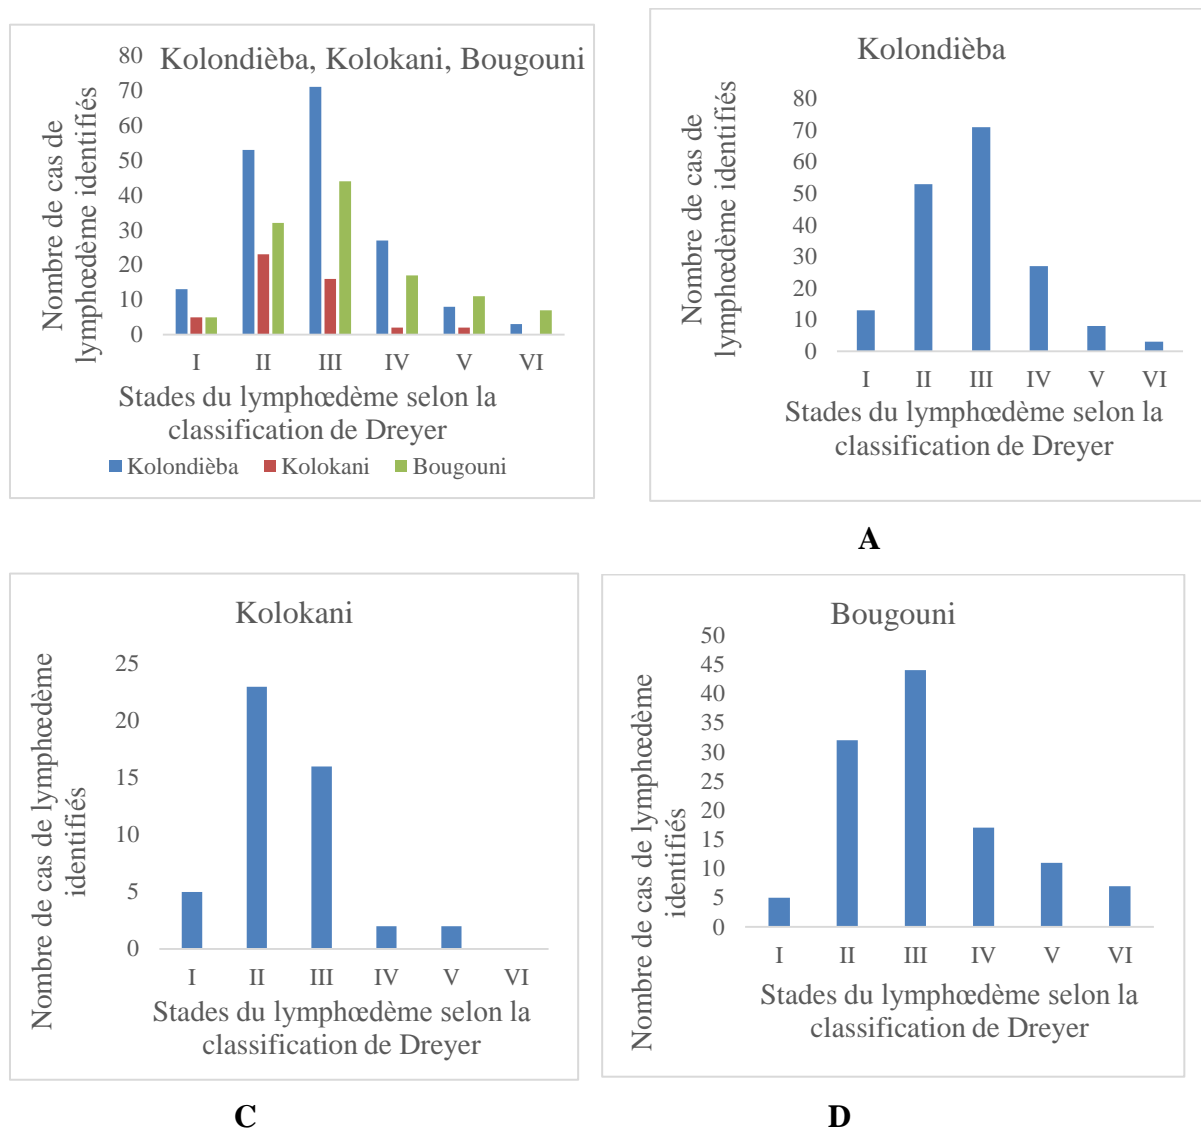 Kolondièba, Kolokani, Bougouni
Nombre de cas de
lymphœdème identifiés
80
70
60
50
40
30
20
10
0
I II III IV V VI
Stades du lymphœdème selon la
classification de Dreyer
Kolondièba Kolokani Bougouni
Kolondièba
Nombre de cas de
lymphœdème identifiés
80
70
60
50
40
30
20
10
0
I II III IV V VI
Stades du lymphœdème selon la
classification de Dreyer
A
Kolokani
Nombre de cas de lymphœdème
identifiés
25
20
15
10
5
0
I II III IV V VI
Stades du lymphœdème selon la
classification de Dreyer
C
Bougouni
Nombre de cas de lymphœdème
identifiés
50
45
40
35
30
25
20
15
10
5
0
I II III IV V VI
Stades du lymphœdème selon la
classification de Dreyer
D